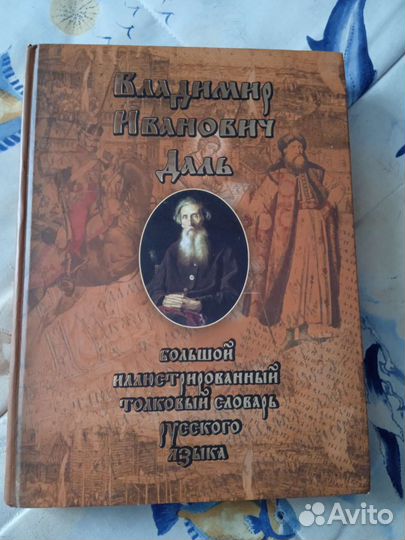 Владимир
Иванович
Даль
большой
иллюстрированный
толковый словарь
русского
языка
Avito